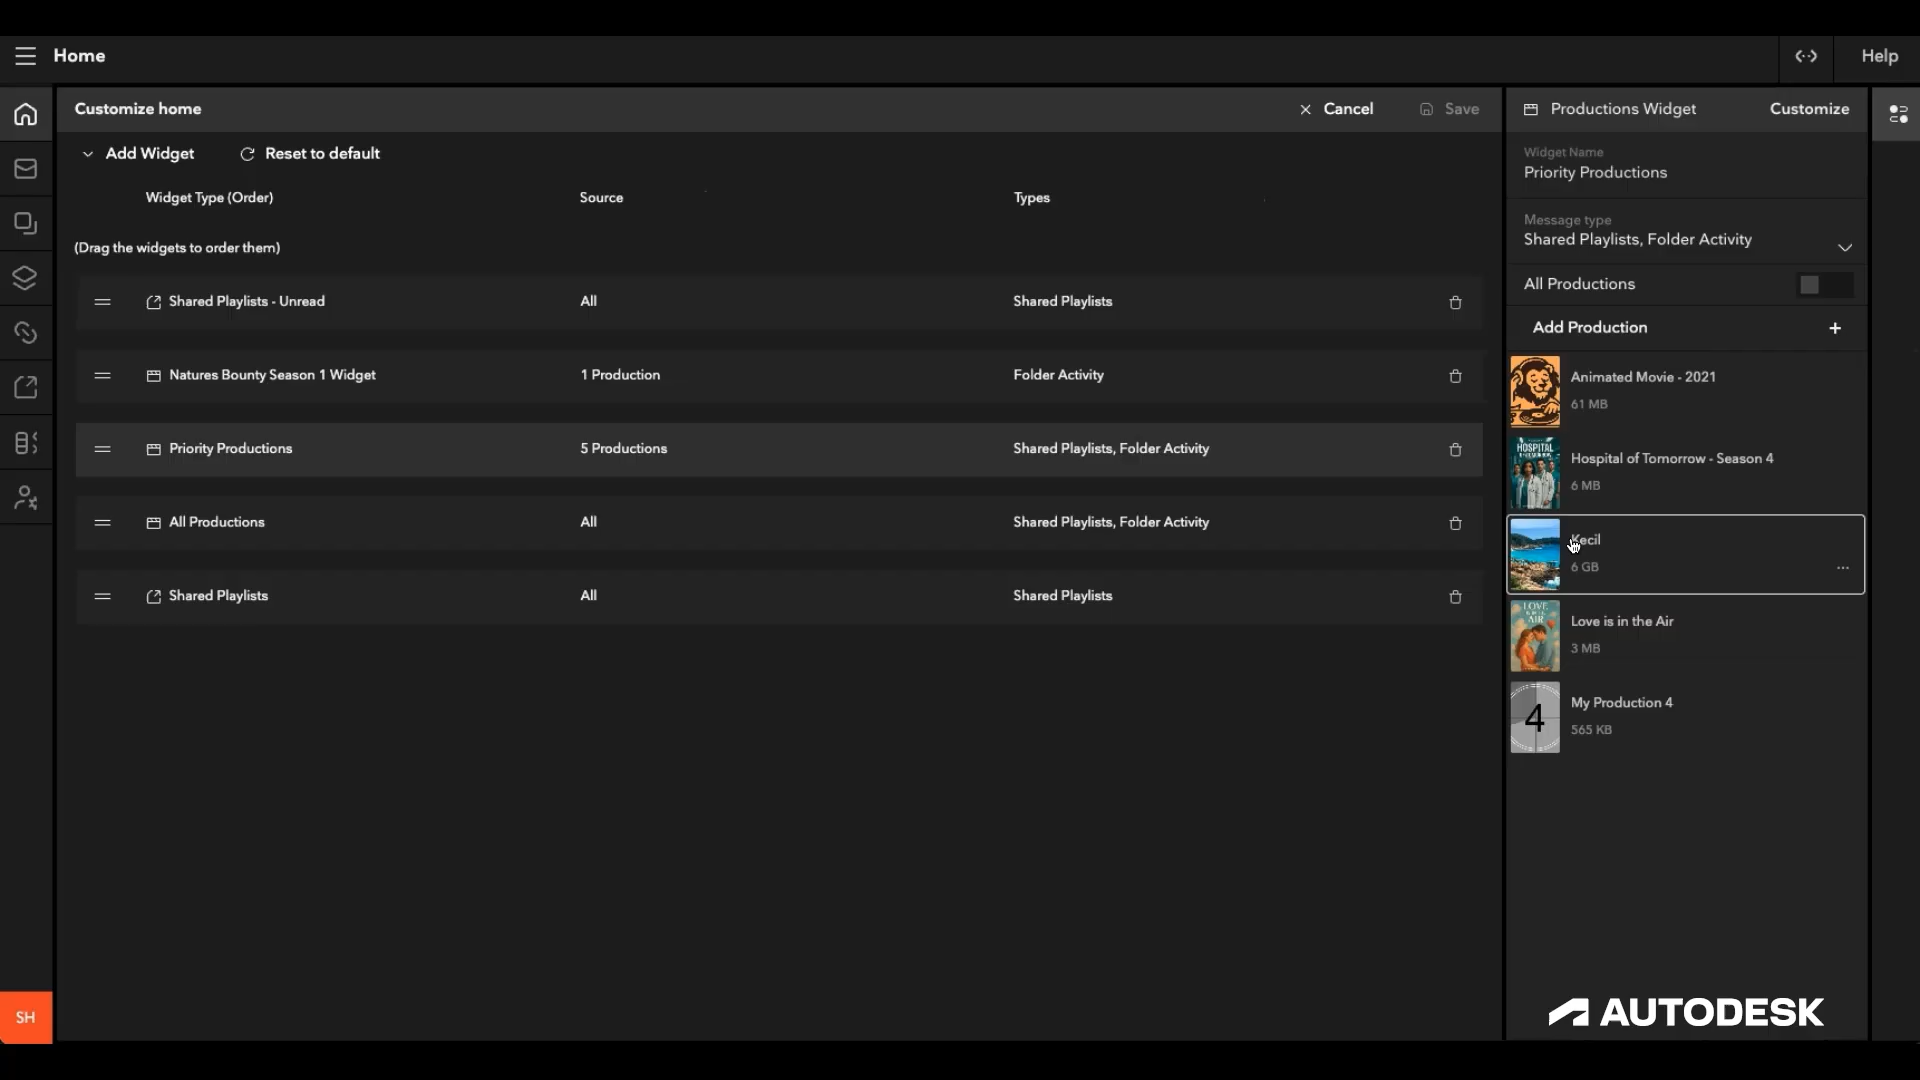 Home
Help
Customize home
Cancel
Save
Productions Widget
Customize
Add Widget
Reset to default
Widget Name
Priority Productions
Widget Type (Order)
Source
Types
Message type
Shared Playlists, Folder Activity
(Drag the widgets to order them)
All Productions
Shared Playlists - Unread
All
Shared Playlists
Add Production
Natures Bounty Season 1 Widget
1 Production
Folder Activity
Animated Movie - 2021
61 MB
Priority Productions
5 Productions
Shared Playlists, Folder Activity
HOSPITAL
Hospital of Tomorrow - Season 4
6 MB
All Productions
All
Shared Playlists, Folder Activity
Kecil
6 GB
Shared Playlists
All
Shared Playlists
LOVE
AIR
Love is in the Air
3 MB
4
My Production 4
565 KB
SH
AUTODESK